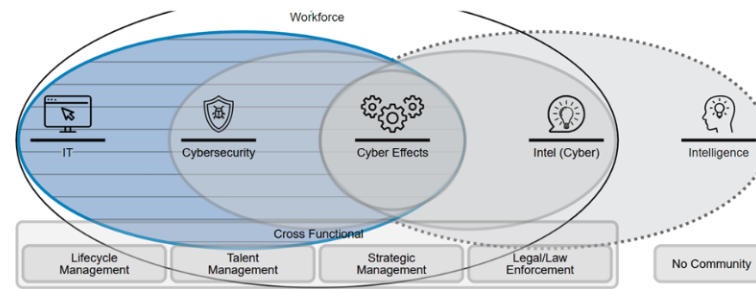 Workforce
IT
Cybersecurity
Cyber Effects
Intel (Cyber)
Intelligence
Cross Functional
Lifecycle
Management
Talent
Management
Strategic
Management
Legal/Law
Enforcement
No Community